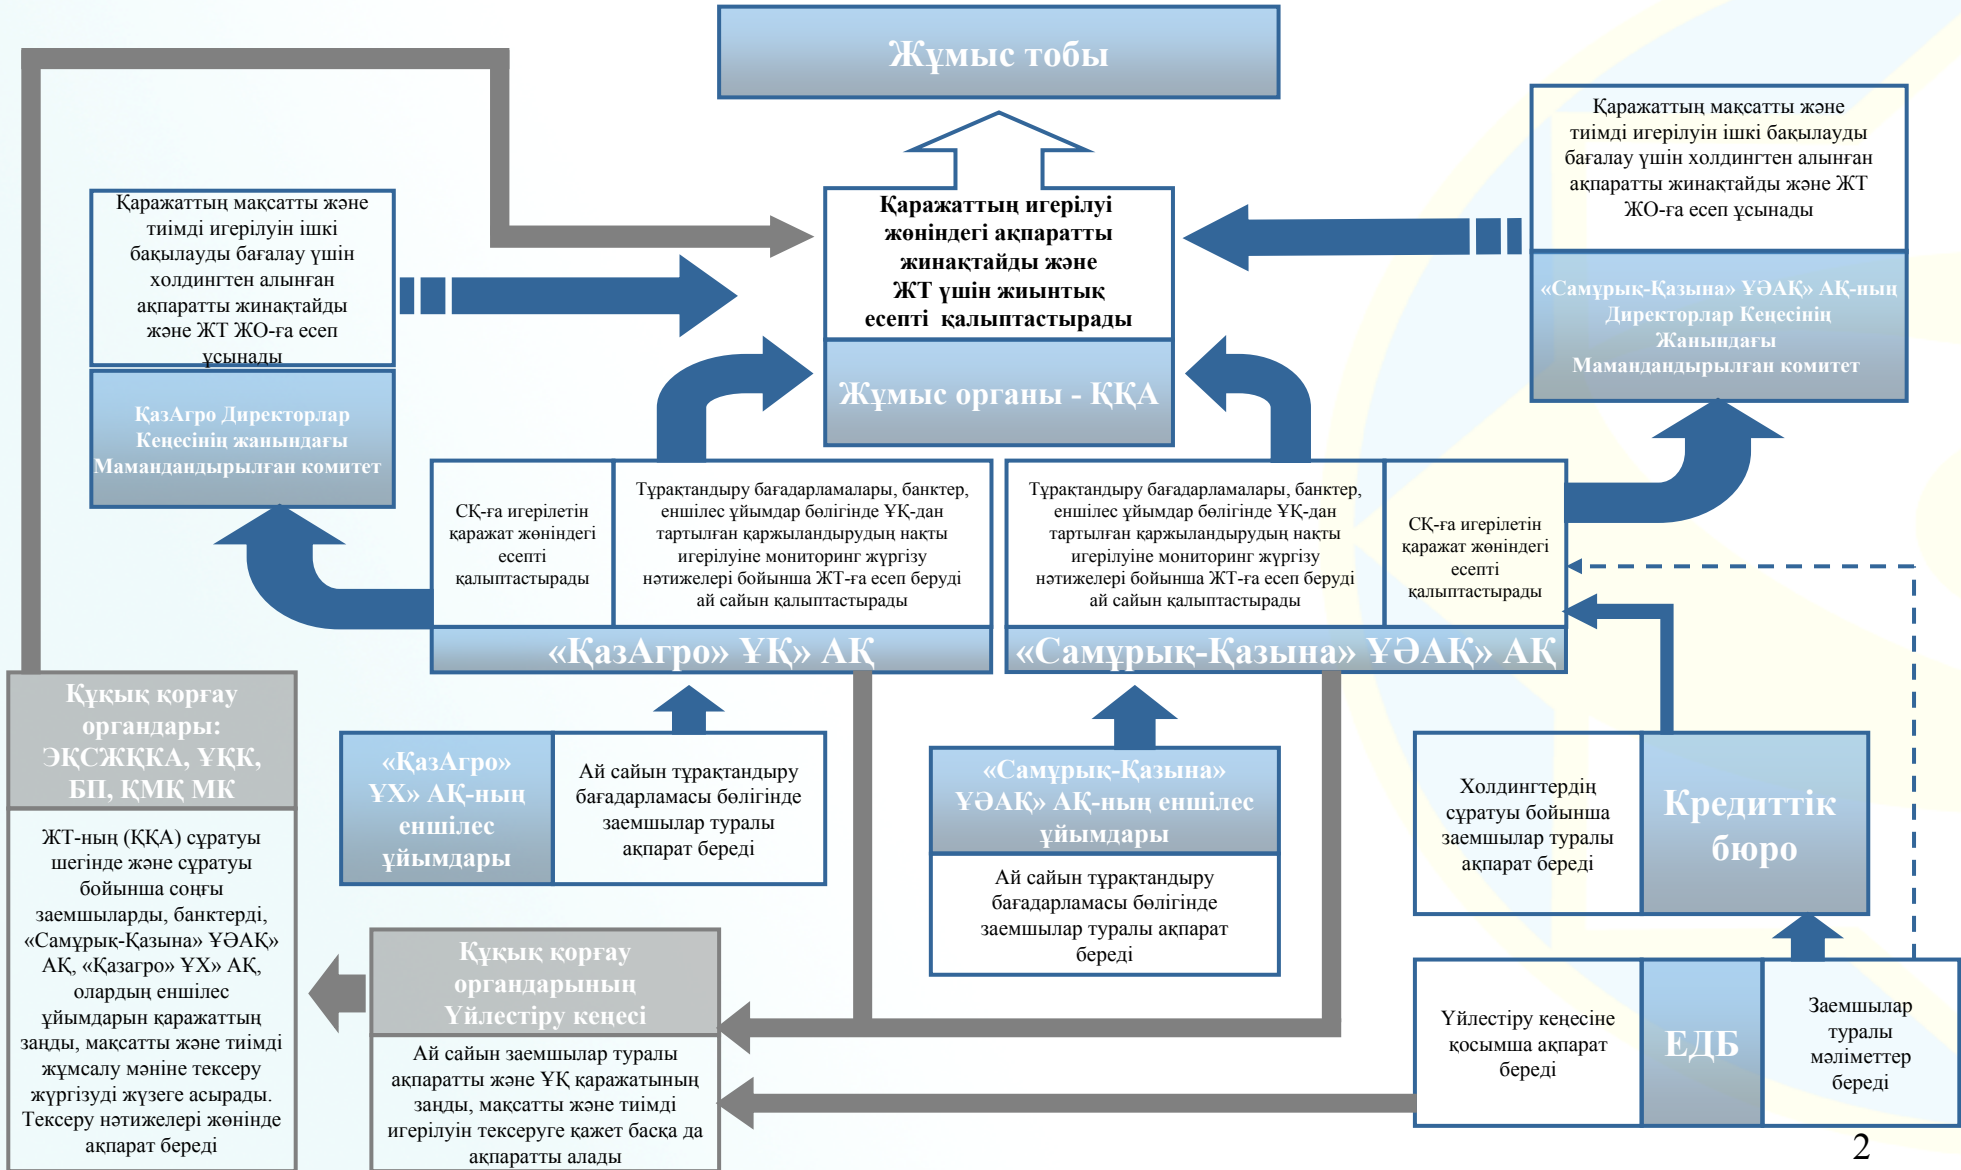 Жұмыс тобы
Қаражаттың мақсатты және
тиімді игерілуін ішкі бақылауды
бағалау үшін холдингтен алынған
ақпаратты жинақтайды және ЖТ
ЖО-ға есеп ұсынады
«Самұрық-Қазына» ҰӘАҚ» АҚ-ның
Директорлар Кеңесінің
Жанындағы
Мамандандырылған комитет
Қаражаттың игерілуі
жөніндегі ақпаратты
жинақтайды және
ЖТ үшін жиынтық
есепті қалыптастырады
Жұмыс органы - ҚҚА
Қаражаттың мақсатты және
тиімді игерілуін ішкі
бақылауды бағалау үшін
холдингтен алынған
ақпаратты жинақтайды
және ЖТ ЖО-ға есеп
ұсынады
ҚазАгро Директорлар
Кеңесінің жанындағы
Мамандандырылған комитет
СҚ-ға игерілетін
қаражат жөніндегі
есепті
қалыптастырады
Тұрақтандыру бағадарламалары, банктер,
еншілес ұйымдар бөлігінде ҰҚ-дан
тартылған қаржыландырудың нақты
игерілуіне мониторинг жүргізу
нәтижелері бойынша ЖТ-ға есеп беруді
ай сайын қалыптастырады
«ҚазАгро» ҰҚ» АҚ
Тұрақтандыру бағадарламалары, банктер,
еншілес ұйымдар бөлігінде ҰҚ-дан
тартылған қаржыландырудың нақты
игерілуіне мониторинг жүргізу
нәтижелері бойынша ЖТ-ға есеп беруді
ай сайын қалыптастырады
СҚ-ға игерілетін
қаражат жөніндегі
есепті
қалыптастырады
«Самұрық-Қазына» ҰӘАҚ» АҚ
Құқық қорғау
органдары:
ЭҚСЖҚКА, ҰҚК,
БП, ҚМҚ МК
ЖТ-ның (ҚҚА) сұратуы
шегінде және сұратуы
бойынша соңғы
заемшыларды, банктерді,
«Самұрық-Қазына» ҰӘАҚ»
АҚ, «Қазагро» ҰХ» АҚ,
олардың еншілес
ұйымдарын қаражаттың
заңды, мақсатты және тиімді
жұмсалу мәніне тексеру
жүргізуді жүзеге асырады.
Тексеру нәтижелері жөнінде
ақпарат береді
«ҚазАгро»
ҰХ» АҚ-ның
еншілес
ұйымдары
Ай сайын тұрақтандыру
бағадарламасы бөлігінде
заемшылар туралы
ақпарат береді
«Самұрық-Қазына»
ҰӘАҚ» АҚ-ның еншілес
ұйымдары
Ай сайын тұрақтандыру
бағадарламасы бөлігінде
заемшылар туралы ақпарат
береді
Холдингтердің
сұратуы бойынша
заемшылар туралы
ақпарат береді
Кредиттік
бюро
Құқық қорғау
органдарының
Үйлестіру кеңесі
Ай сайын заемшылар туралы
ақпаратты және ҰҚ қаражатының
заңды, мақсатты және тиімді
игерілуін тексеруге қажет басқа да
ақпаратты алады
Үйлестіру кеңесіне
қосымша ақпарат
береді
ЕДБ
Заемшылар
туралы
мәліметтер
береді
2